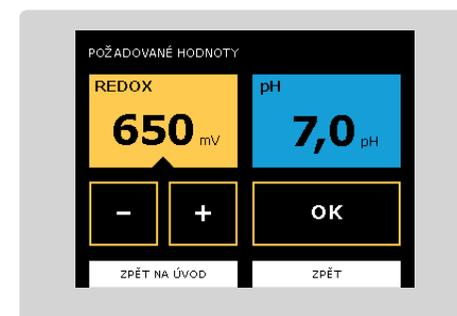 POŽADOVANÉ HODNOTY
REDOX pH
650 mV 7,0 pH
- + OK
ZPĚT NA ÚVOD ZPĚT